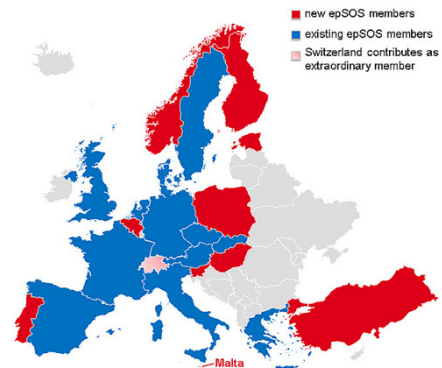 new epSOS members
existing epSOS members
Switzerland contributes as
extraordinary member
Malta